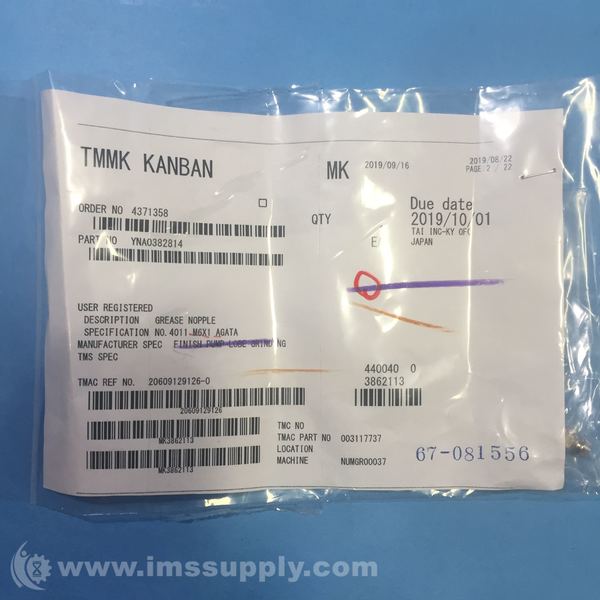 TMMK KANBAN
MK
2019/09/16
2019/08/22
PAGE 2 / 22
ORDER NO 4371358
QTY
Due date
2019/10/01
PART NO YNA0382814
TAI INC-KY OFC
JAPAN
USER REGISTERED
DESCRIPTION GREASE NOPPLE
SPECIFICATION NO.4011 M6X1 AGATA
MANUFACTURER SPEC FINISH PUMP LOBE GRINDING
TMS SPEC
TMAC REF NO. 20609129126-0
440040 0
3862113
20609129126
TMC NO
MK3862113
TMAC PART NO 003117737
LOCATION
MK3862113
MACHINE NUMGR00037
67-081556
www.imssupply.com